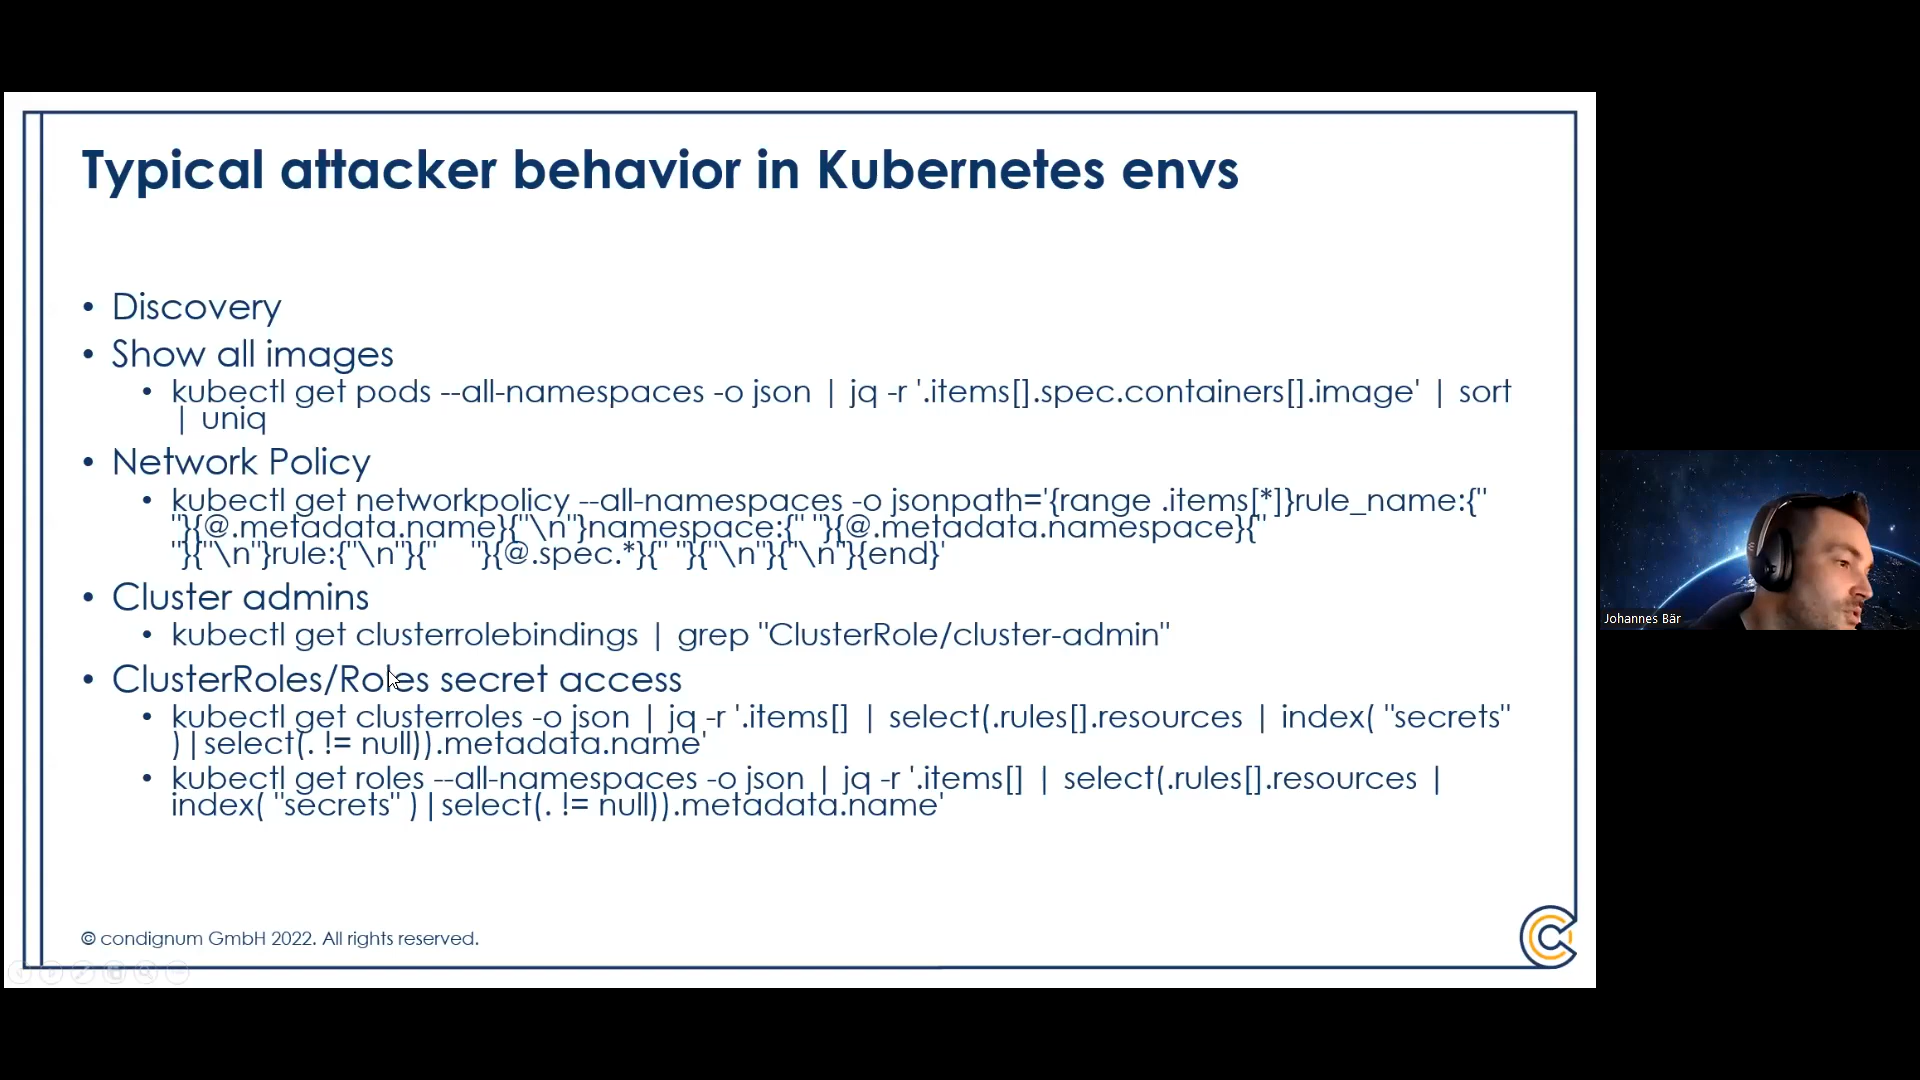 Typical attacker behavior in Kubernetes envs
• Discovery
• Show all images
• kubectl get pods --all-namespaces -o json | jq -r '.items[].spec.containers[].image' | sort
| uniq
• Network Policy
• kubectl get networkpolicy --all-namespaces -o jsonpath='{range .items[*]}rule_name:{"
"}{@.metadata.name}{"\n"}namespace:{" "}{@.metadata.namespace}{"
"}{"\n"}rule:{"\n"}{"    "}{@.spec.*}{" "}{"\n"}{"\n"}{end}'
• Cluster admins
• kubectl get clusterrolebindings | grep "ClusterRole/cluster-admin"
• ClusterRoles/Roles secret access
• kubectl get clusterroles -o json | jq -r '.items[] | select(.rules[].resources | index( "secrets"
)|select(. != null)).metadata.name'
• kubectl get roles --all-namespaces -o json | jq -r '.items[] | select(.rules[].resources |
index( "secrets" )|select(. != null)).metadata.name'
© condignum GmbH 2022. All rights reserved.
Johannes Bär